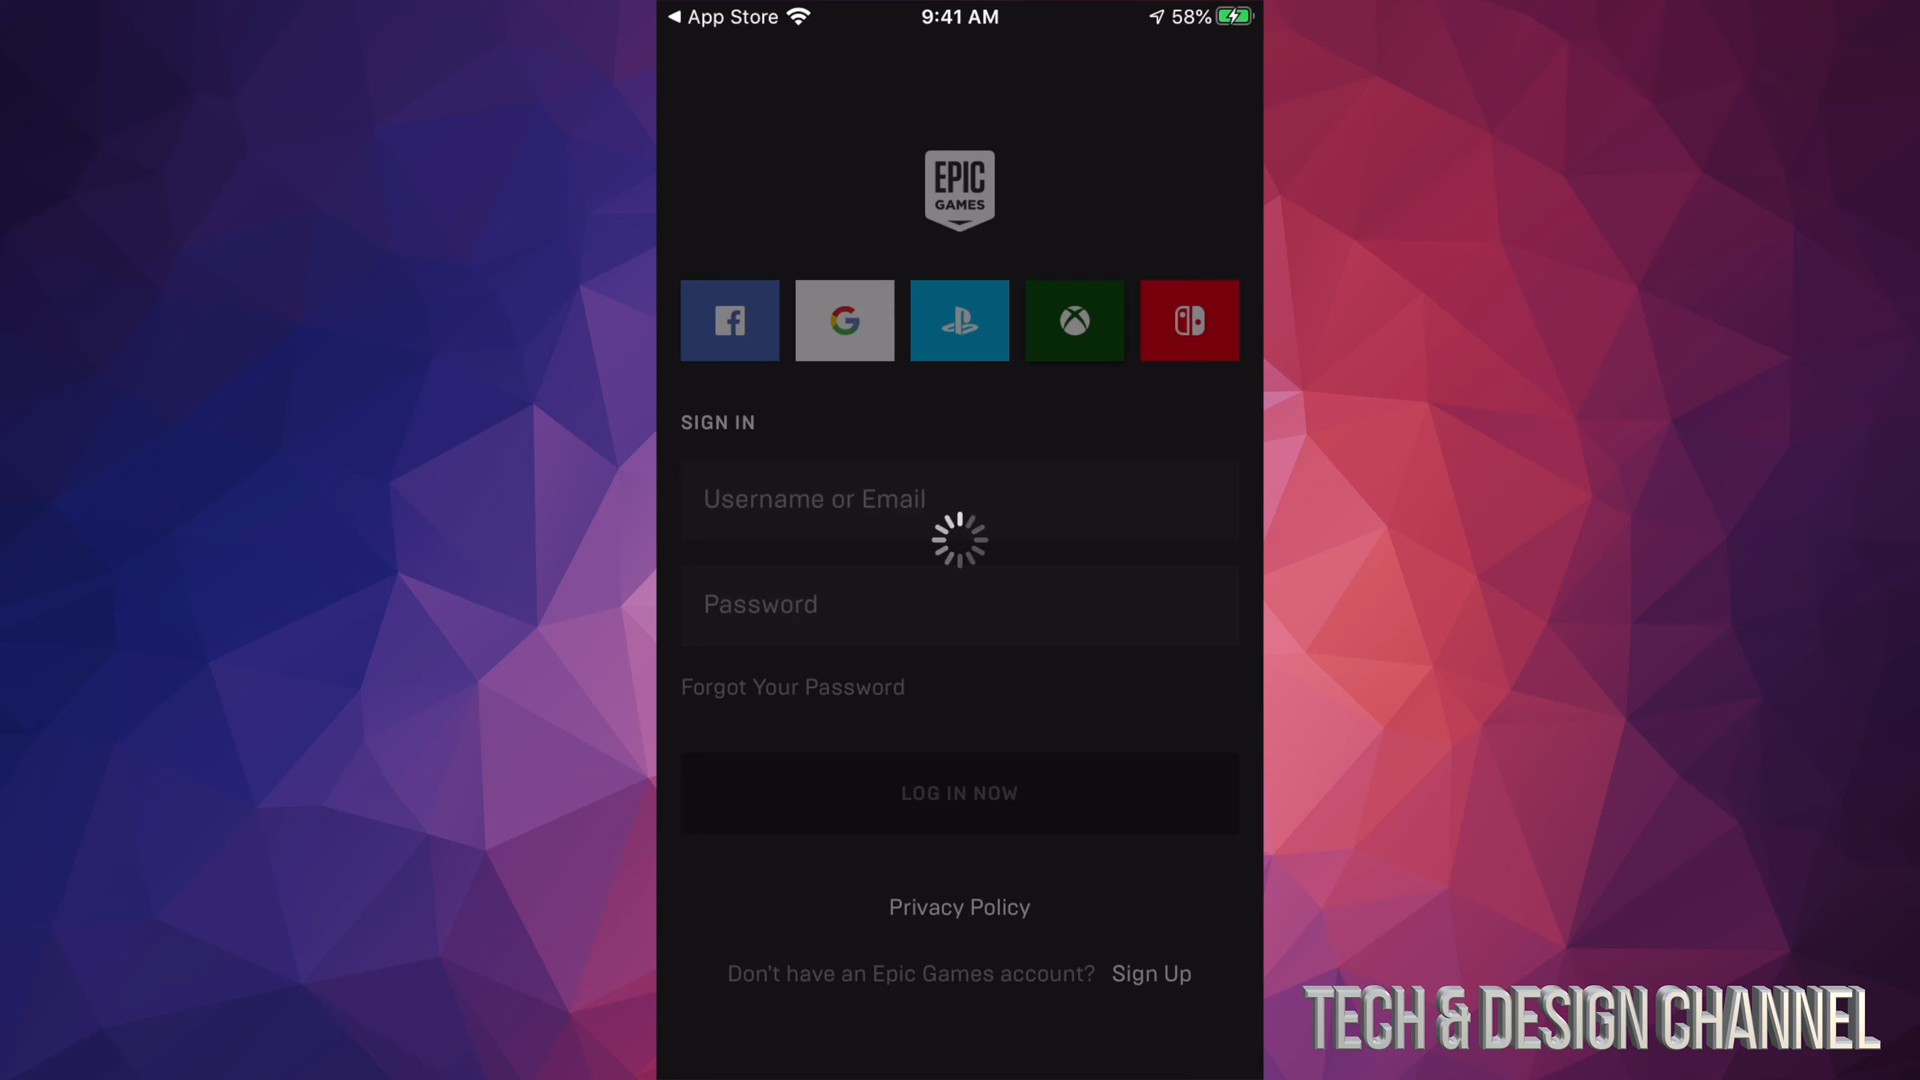 App Store 9:41 AM 58%
EPIC
GAMES
SIGN IN
Username or Email
Password
Forgot Your Password
LOG IN NOW
Privacy Policy
Don't have an Epic Games account? Sign Up
TECH & DESIGN CHANNEL